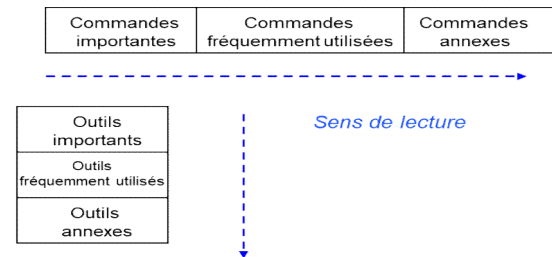 Commandes
importantes
Commandes
fréquemment utilisées
Commandes
annexes
Sens de lecture
Outils
importants
Outils
fréquemment utilisés
Outils
annexes